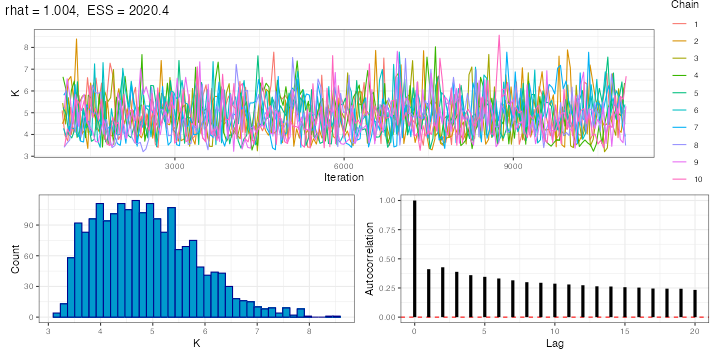 rhat = 1.004, ESS = 2020.4
Chain
1
2
3
4
5
6
7
8
9
10
K
8
7
6
5
4
3
3000 6000 9000
Iteration
Count
90
60
30
0
3 4 5 6 7 8
K
Autocorrelation
1.00
0.75
0.50
0.25
0.00
0 5 10 15 20
Lag